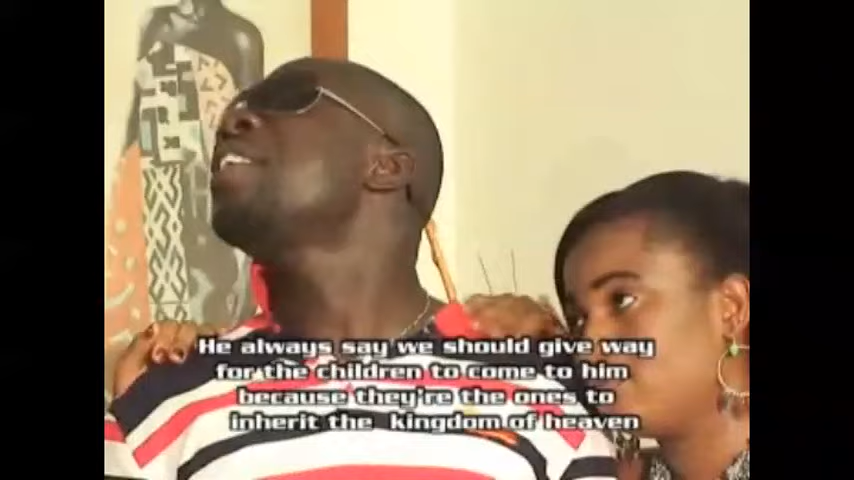 He always say we should give way
for the children to come to him
because they're the ones to
inherit the kingdom of heaven